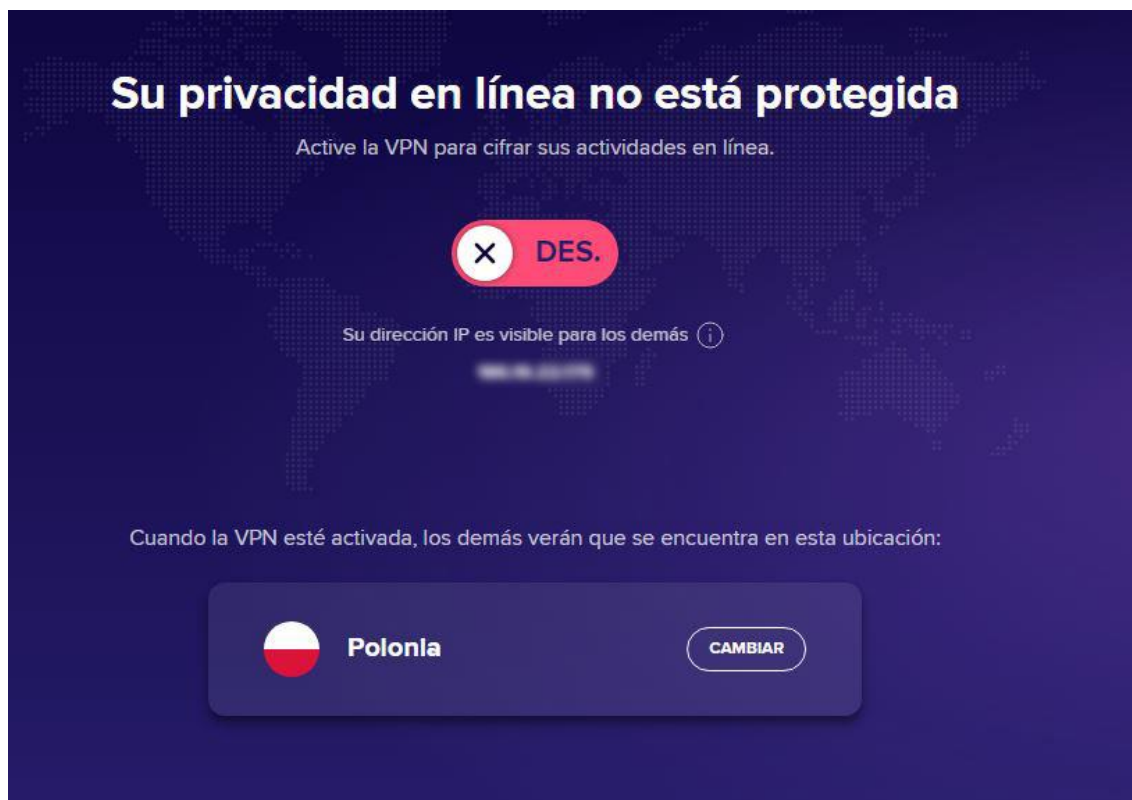 Su privacidad en línea no está protegida
Active la VPN para cifrar sus actividades en línea.
DES.
Su dirección IP es visible para los demás
Cuando la VPN esté activada, los demás verán que se encuentra en esta ubicación:
Polonia
CAMBIAR